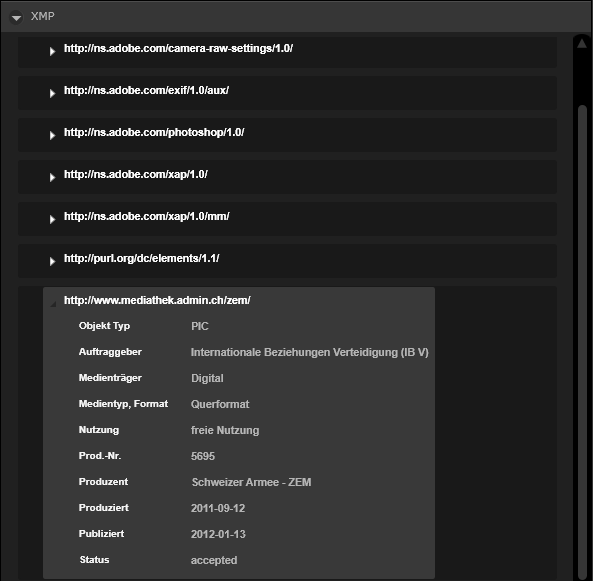 XMP
http://ns.adobe.com/camera-raw-settings/1.0/
http://ns.adobe.com/exif/1.0/aux/
http://ns.adobe.com/photoshop/1.0/
http://ns.adobe.com/xap/1.0/
http://ns.adobe.com/xap/1.0/mm/
http://purl.org/dc/elements/1.1/
http://www.mediathek.admin.ch/zem/
Objekt Typ PIC
Auftraggeber Internationale Beziehungen Verteidigung (IB V)
Medienträger Digital
Medientyp, Format Querformat
Nutzung freie Nutzung
Prod.-Nr. 5695
Produzent Schweizer Armee - ZEM
Produziert 2011-09-12
Publiziert 2012-01-13
Status accepted